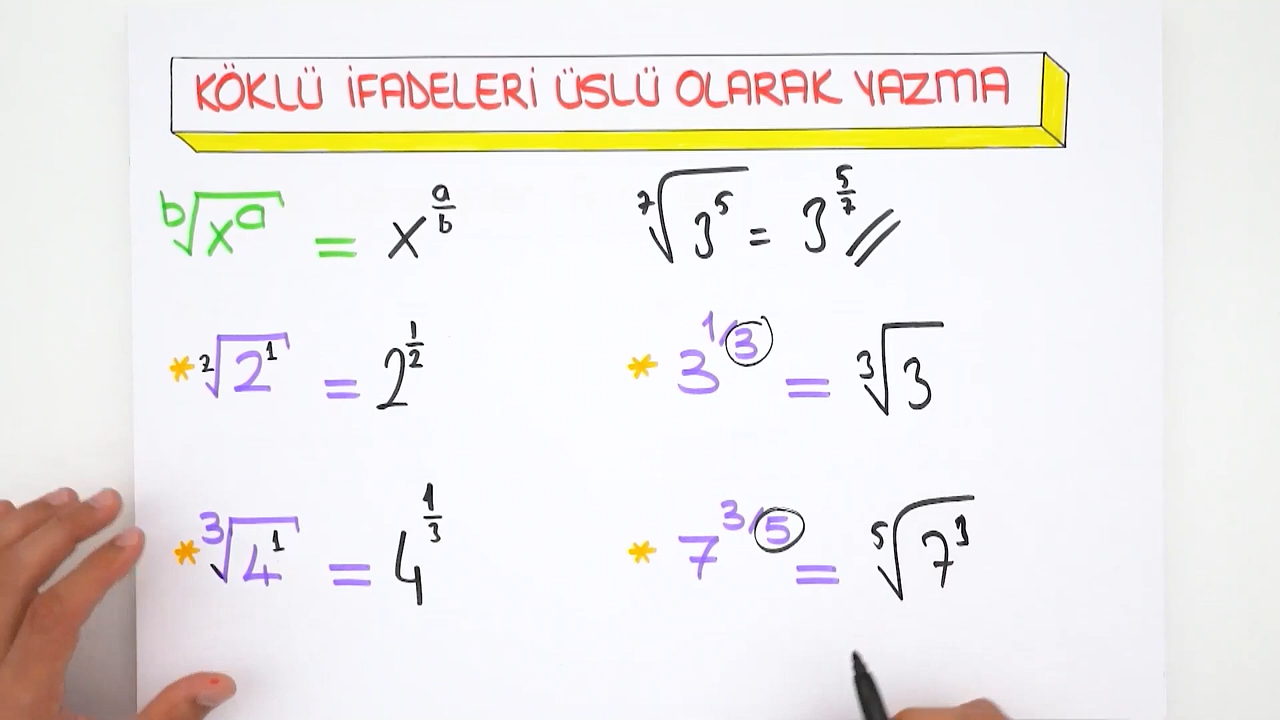 KÖKLÜ İFADELERİ ÜSLÜ OLARAK YAZMA
ᵇ√xᵃ = x^(a/b)
⁷√3⁵ = 3^(5/7) //
* ²√2¹ = 2^(1/2)
* 3^(1/3) = ³√3
* ³√4¹ = 4^(1/3)
* 7^(3/5) = ⁵√7³